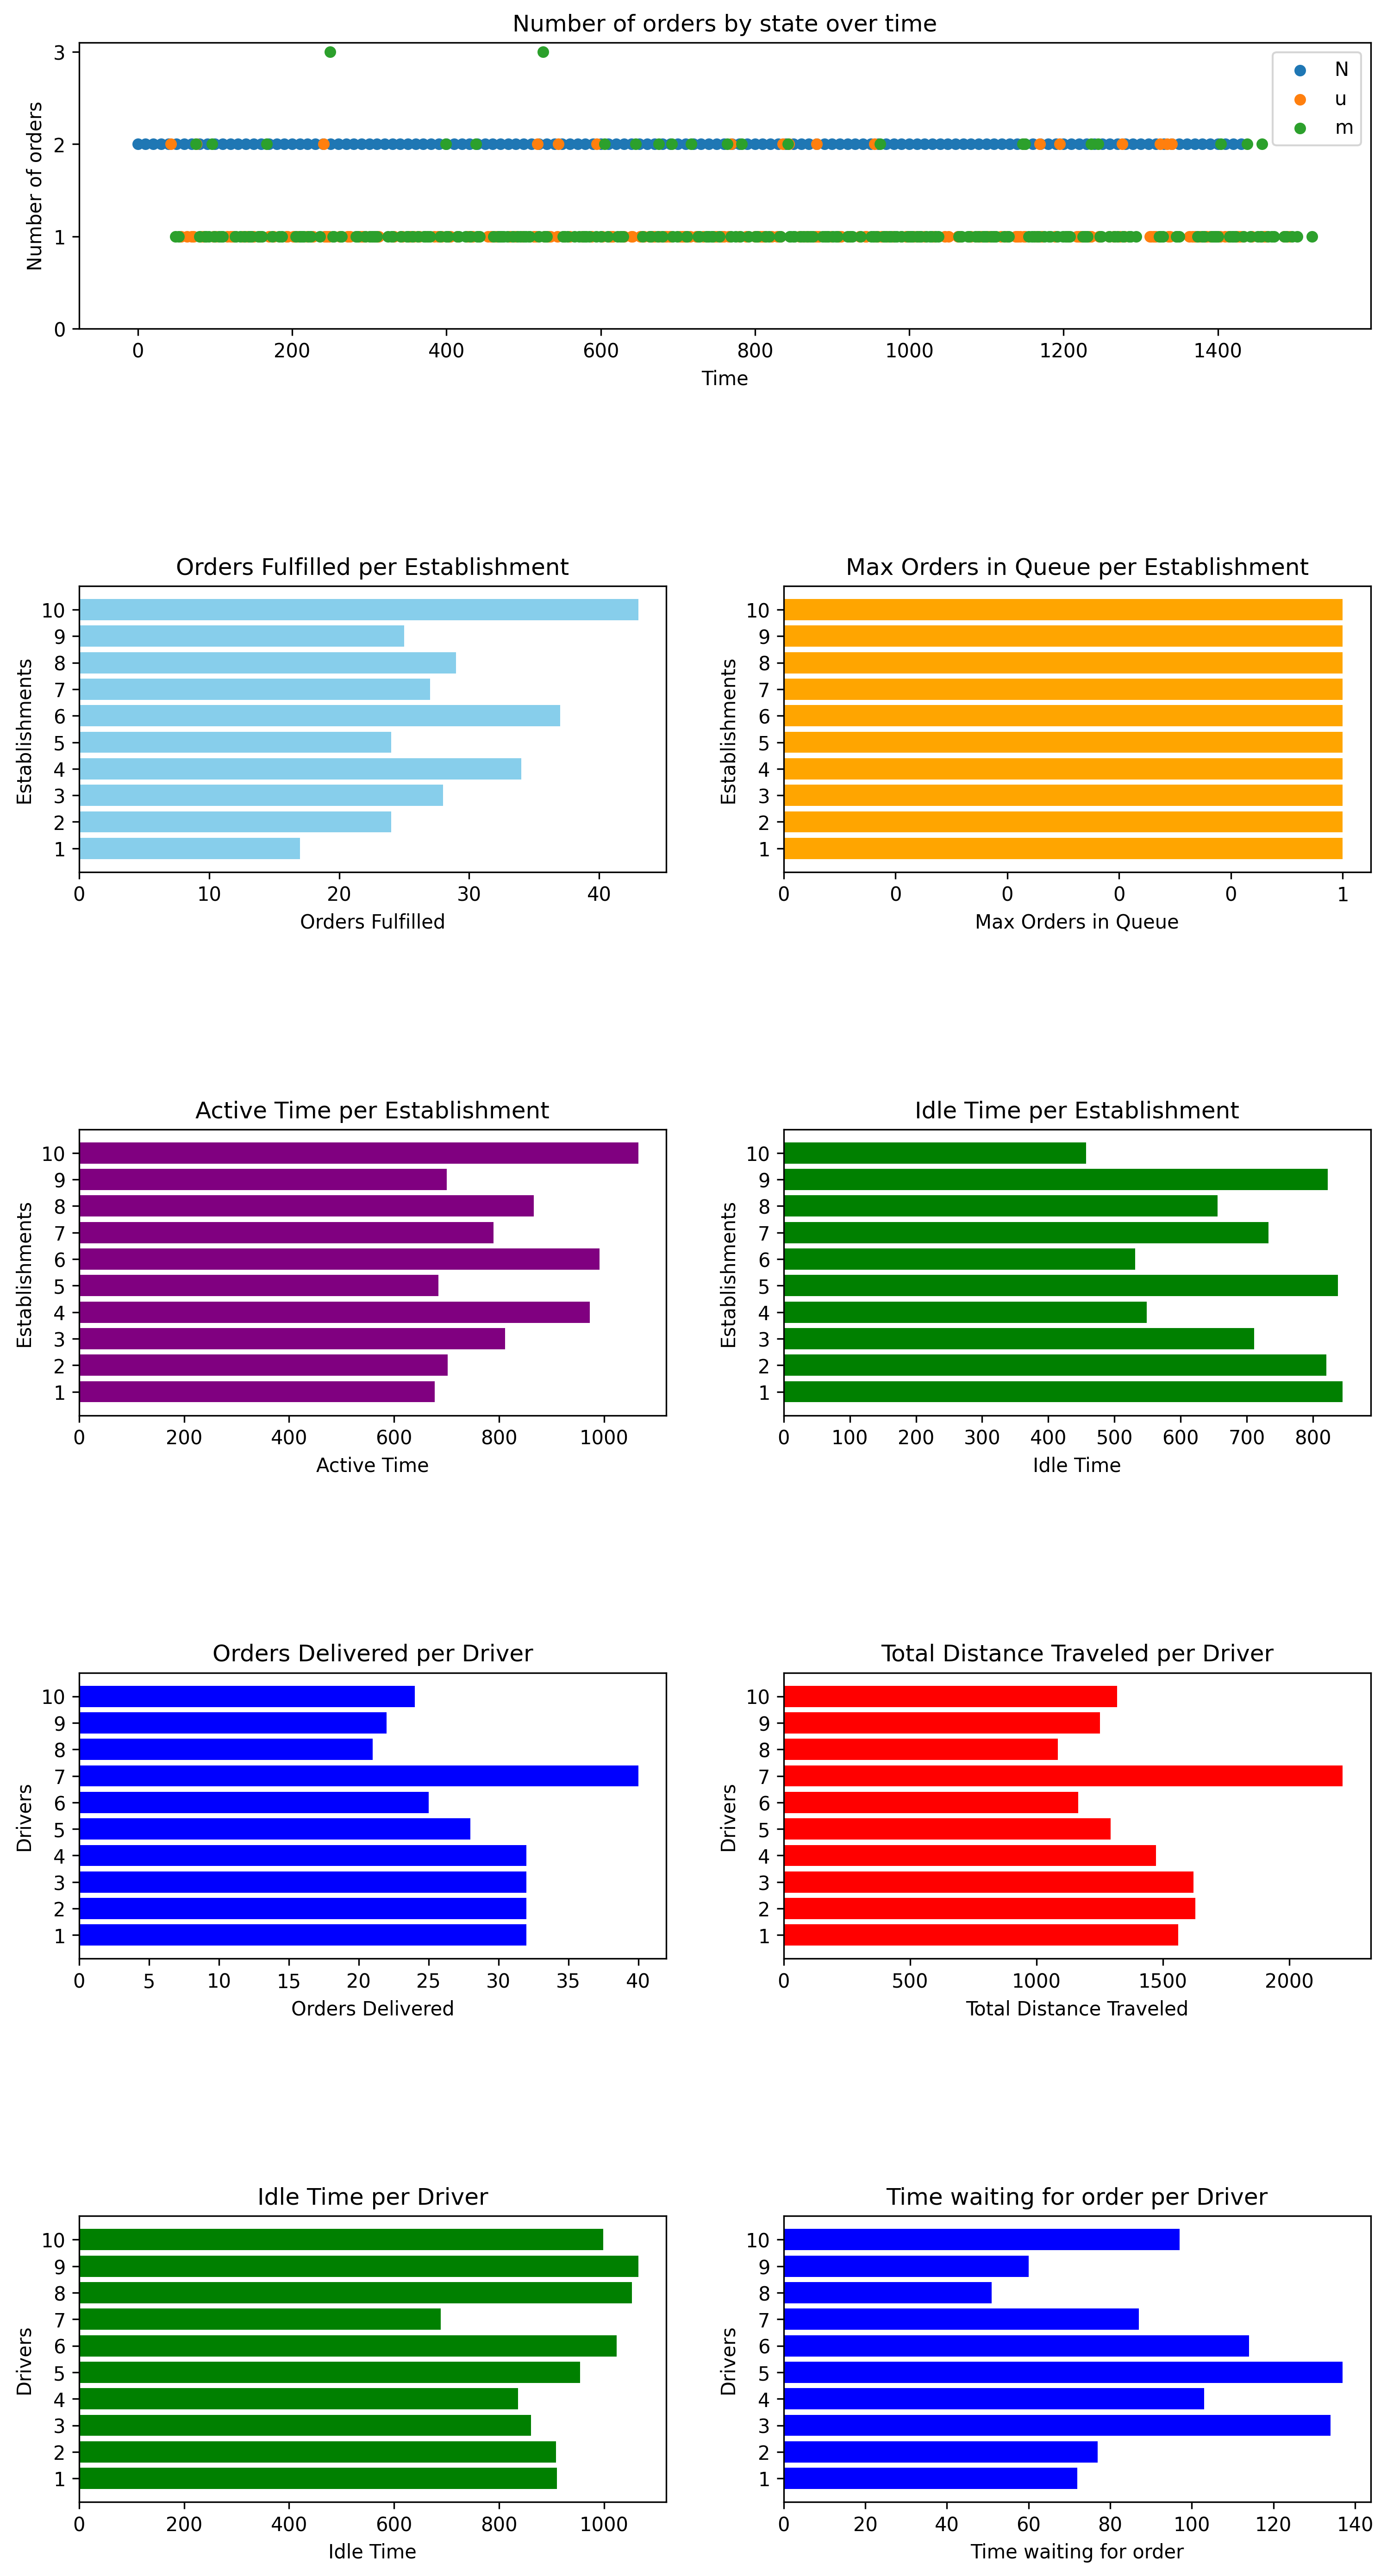 Number of orders by state over time
Number of orders
3
2
1
0
N
u
m
0 200 400 600 800 1000 1200 1400
Time
Orders Fulfilled per Establishment
Establishments
10
9
8
7
6
5
4
3
2
1
0 10 20 30 40
Orders Fulfilled
Max Orders in Queue per Establishment
Establishments
10
9
8
7
6
5
4
3
2
1
0 0 0 0 0 1
Max Orders in Queue
Active Time per Establishment
Establishments
10
9
8
7
6
5
4
3
2
1
0 200 400 600 800 1000
Active Time
Idle Time per Establishment
Establishments
10
9
8
7
6
5
4
3
2
1
0 100 200 300 400 500 600 700 800
Idle Time
Orders Delivered per Driver
Drivers
10
9
8
7
6
5
4
3
2
1
0 5 10 15 20 25 30 35 40
Orders Delivered
Total Distance Traveled per Driver
Drivers
10
9
8
7
6
5
4
3
2
1
0 500 1000 1500 2000
Total Distance Traveled
Idle Time per Driver
Drivers
10
9
8
7
6
5
4
3
2
1
0 200 400 600 800 1000
Idle Time
Time waiting for order per Driver
Drivers
10
9
8
7
6
5
4
3
2
1
0 20 40 60 80 100 120 140
Time waiting for order